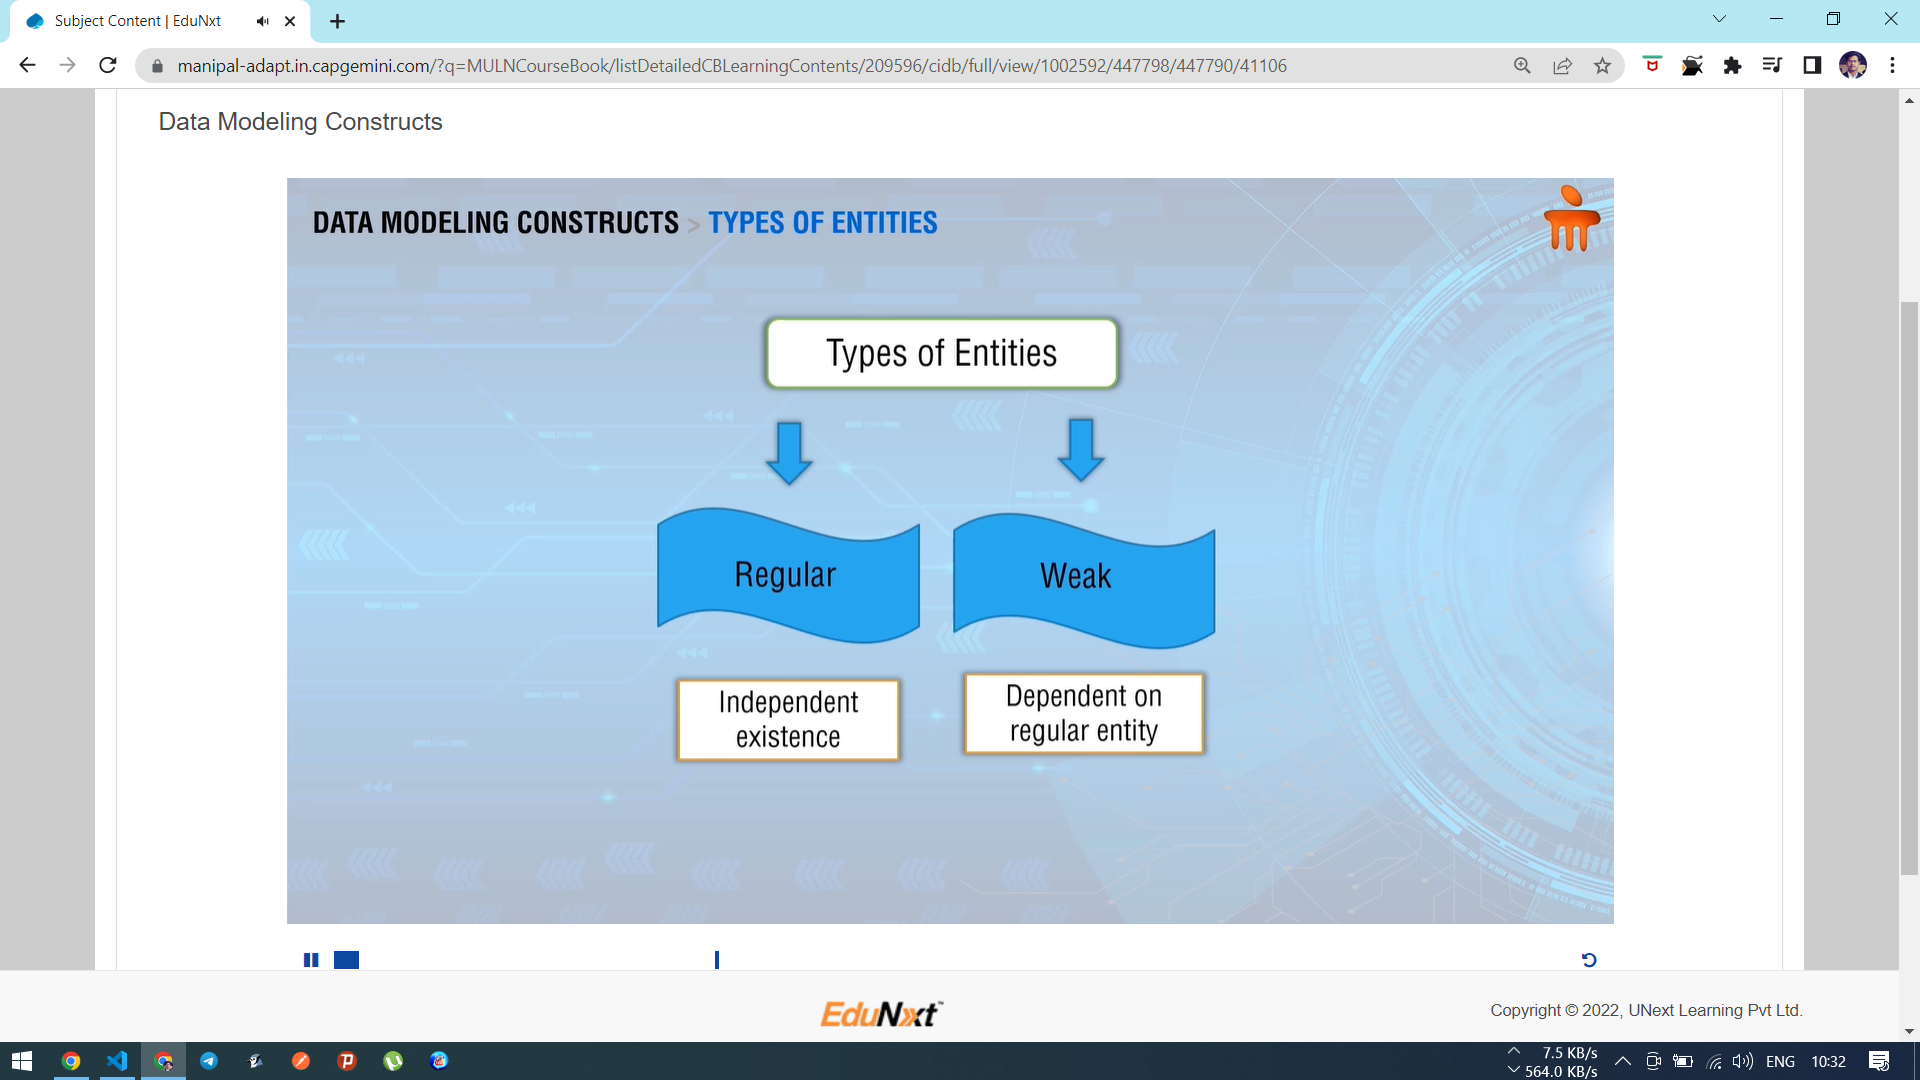 Subject Content | EduNxt
manipal-adapt.in.capgemini.com/?q=MULNCourseBook/listDetailedCBLearningContents/209596/cidb/full/view/1002592/447798/447790/41106
Data Modeling Constructs
DATA MODELING CONSTRUCTS > TYPES OF ENTITIES
Types of Entities
Regular
Weak
Independent
existence
Dependent on
regular entity
EduNxt™
Copyright © 2022, UNext Learning Pvt Ltd.
7.5 KB/s
564.0 KB/s
ENG
10:32